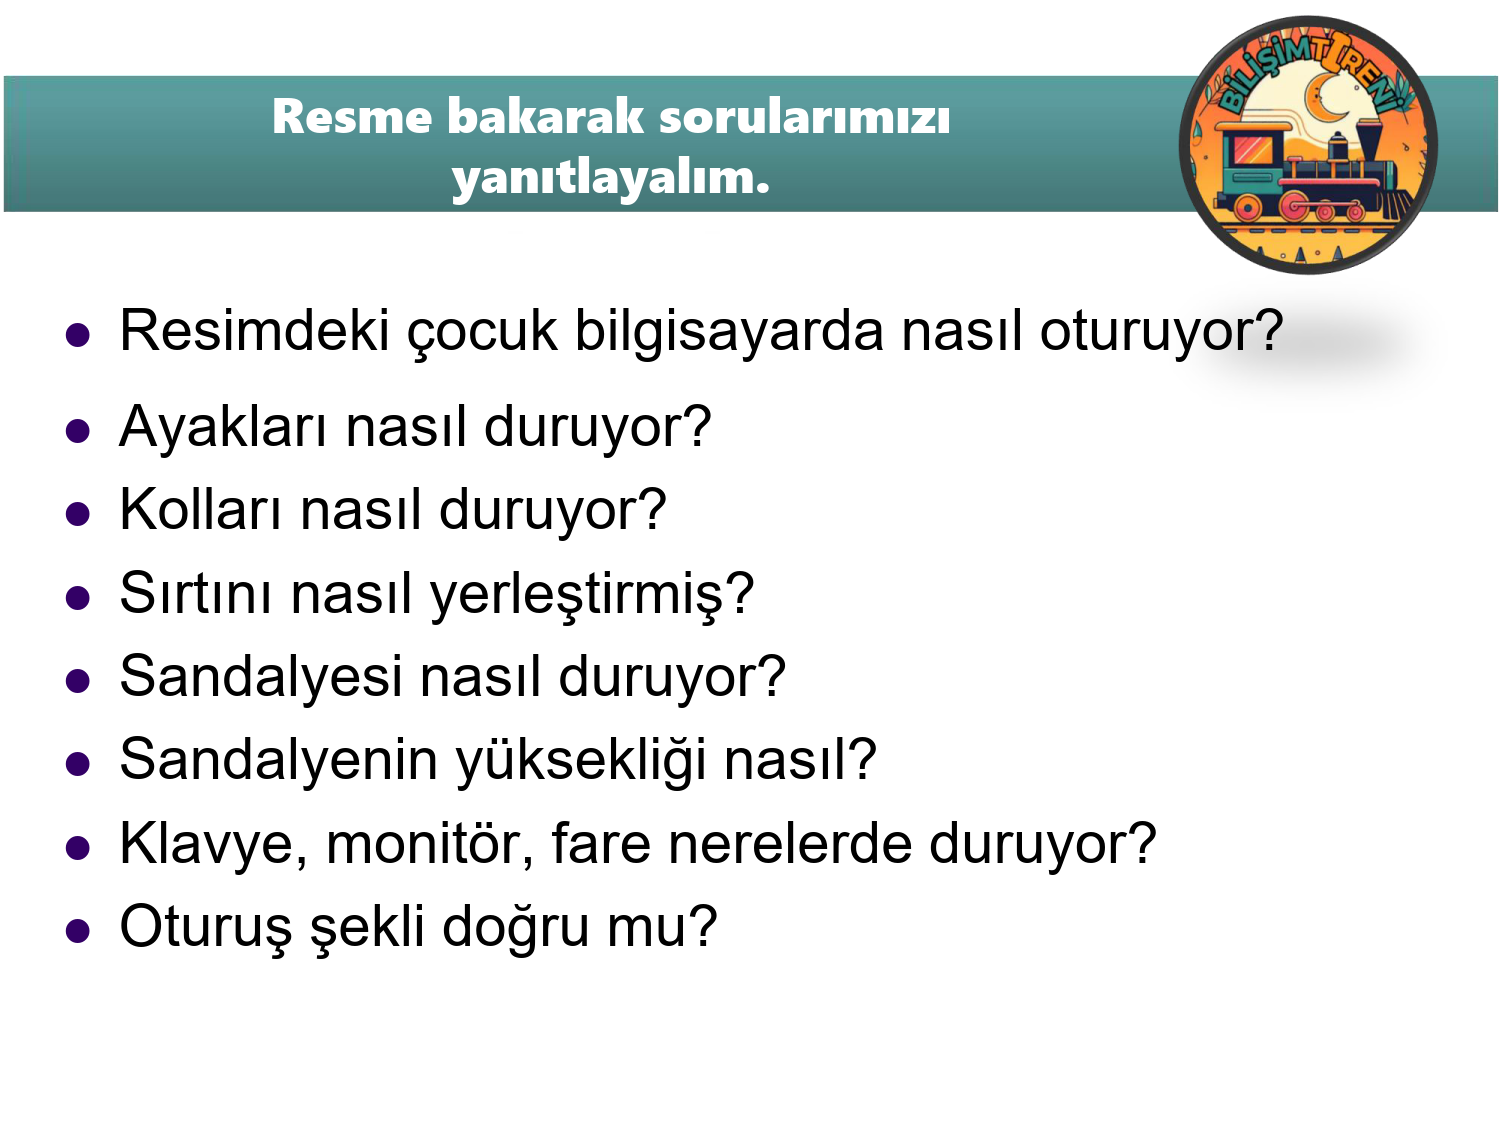 BİLİŞİMTIRENİ
Resme bakarak sorularımızı
yanıtlayalım.
● Resimdeki çocuk bilgisayarda nasıl oturuyor?
● Ayakları nasıl duruyor?
● Kolları nasıl duruyor?
● Sırtını nasıl yerleştirmiş?
● Sandalyesi nasıl duruyor?
● Sandalyenin yüksekliği nasıl?
● Klavye, monitör, fare nerelerde duruyor?
● Oturuş şekli doğru mu?